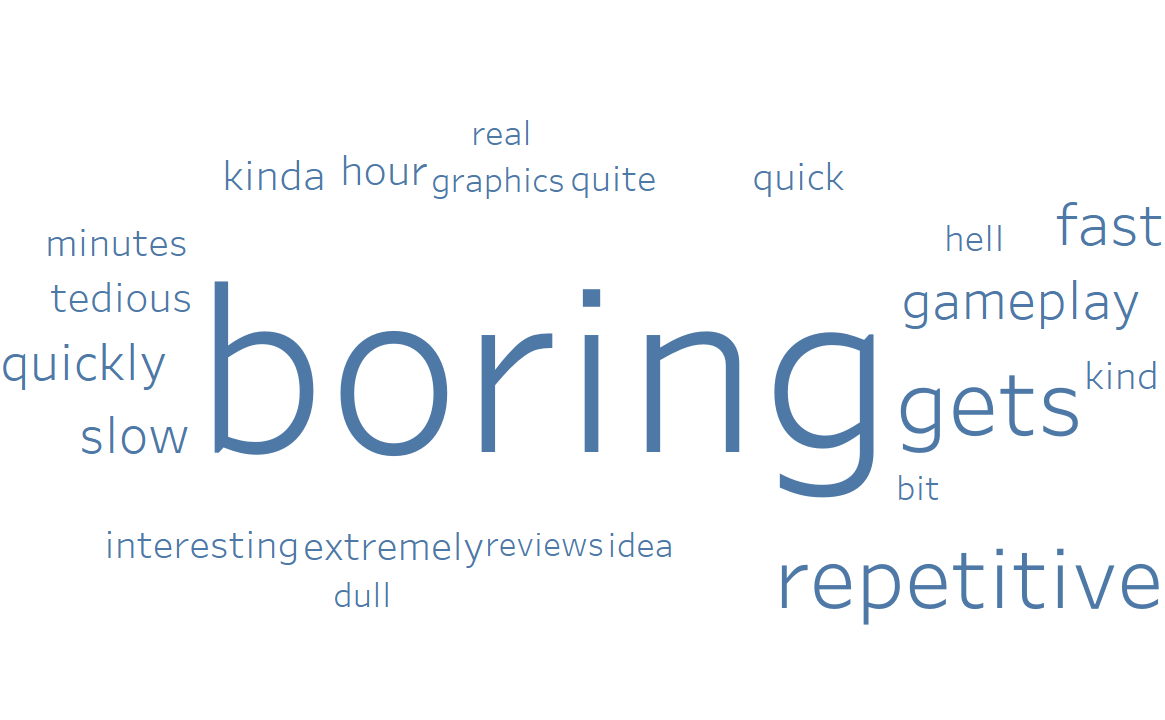 real
kinda hour graphics quite quick
minutes hell fast
tedious gameplay
quickly boring gets kind
slow bit
interesting extremely reviews idea
dull repetitive